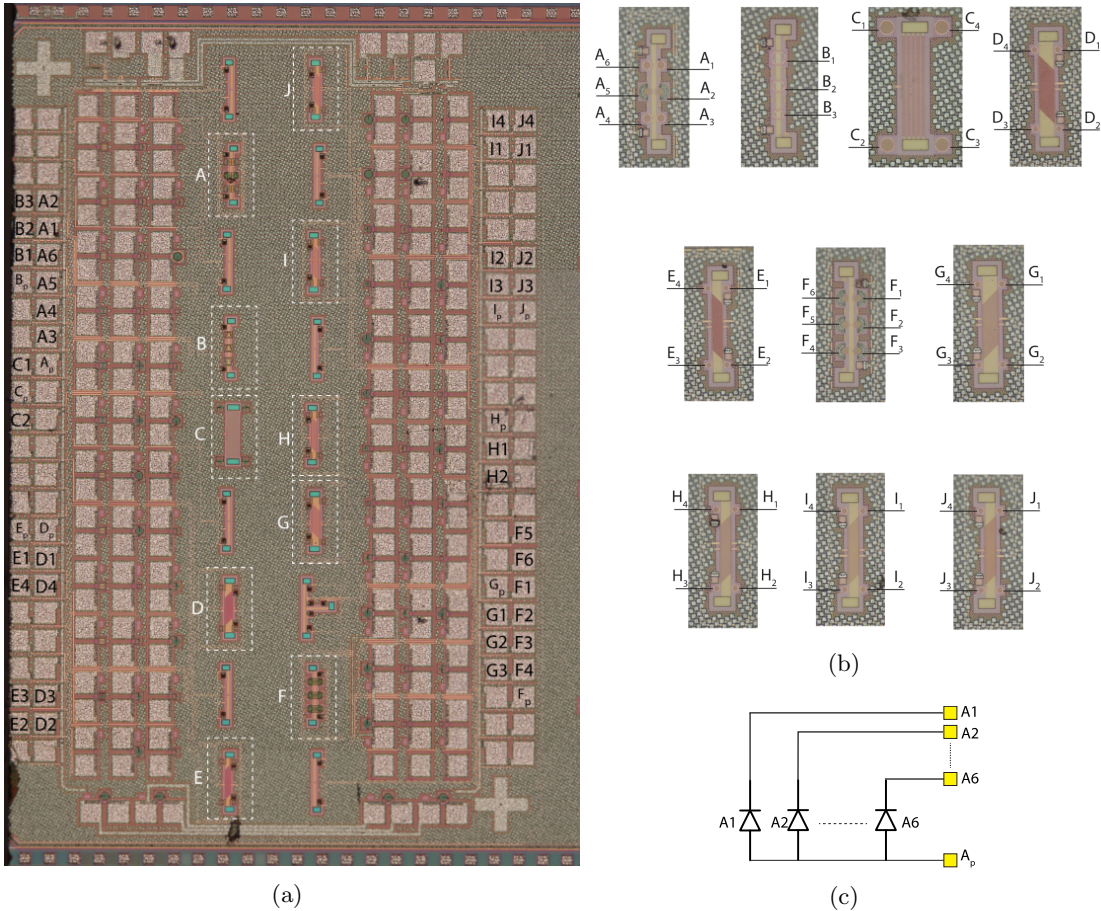 B3 A2
B2 A1
B1 A6
Bp A5
A4
A3
C1 Ap
Cp
C2
Ep Dp
E1 D1
E4 D4
E3 D3
E2 D2
J
A
I
B
C
H
G
D
F
E
I4 J4
I1 J1
I2 J2
I3 J3
Ip Jp
Hp
H1
H2
F5
F6
Gp F1
G1 F2
G2 F3
G3 F4
Fp
(a)
A6 A1
A5 A2
A4 A3
B1
B2
B3
C1 C4
C2 C3
D4 D1
D3 D2
E4 E1
E3 E2
F6 F1
F5 F2
F4 F3
G4 G1
G3 G2
H4 H1
H3 H2
I4 I1
I3 I2
J4 J1
J3 J2
(b)
A1
A2
A6
A1 A2 A6
Ap
(c)